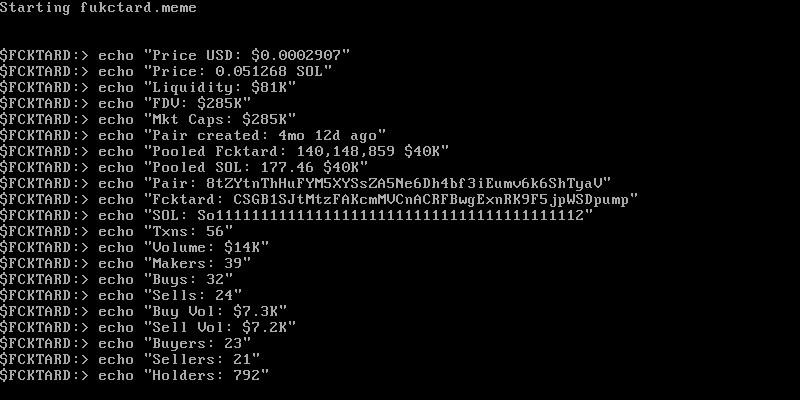 Starting fukctard.meme
$FCKTARD:> echo "Price USD: $0.0002907"
$FCKTARD:> echo "Price: 0.051268 SOL"
$FCKTARD:> echo "Liquidity: $81K"
$FCKTARD:> echo "FDV: $285K"
$FCKTARD:> echo "Mkt Caps: $285K"
$FCKTARD:> echo "Pair created: 4mo 12d ago"
$FCKTARD:> echo "Pooled Fcktard: 140,148,859 $40K"
$FCKTARD:> echo "Pooled SOL: 177.46 $40K"
$FCKTARD:> echo "Pair: 8tZYtnThHuFYM5XYSsZA5Ne6Dh4bf3iEumv6k6ShTyaV"
$FCKTARD:> echo "Fcktard: CSGB1SJtMtzFAKcmMVCnACRFBwgExnRK9F5jpWSDpump"
$FCKTARD:> echo "SOL: So11111111111111111111111111111111111111112"
$FCKTARD:> echo "Txns: 56"
$FCKTARD:> echo "Volume: $14K"
$FCKTARD:> echo "Makers: 39"
$FCKTARD:> echo "Buys: 32"
$FCKTARD:> echo "Sells: 24"
$FCKTARD:> echo "Buy Vol: $7.3K"
$FCKTARD:> echo "Sell Vol: $7.2K"
$FCKTARD:> echo "Buyers: 23"
$FCKTARD:> echo "Sellers: 21"
$FCKTARD:> echo "Holders: 792"